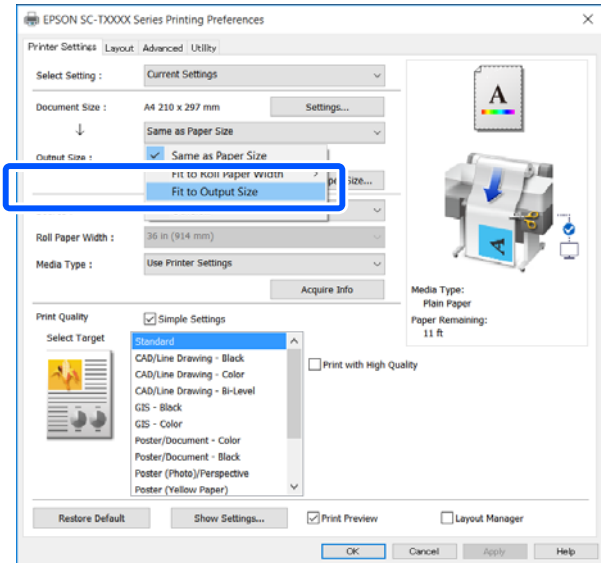 EPSON SC-TXXXX Series Printing Preferences
Printer Settings Layout Advanced Utility
Select Setting : Current Settings
Document Size : A4 210 x 297 mm Settings...
↓ Same as Paper Size
Output Size : Same as Paper Size
Fit to Roll Paper Width
Fit to Output Size
Size...
Roll Paper Width : 36 in (914 mm)
Media Type : Use Printer Settings
Acquire Info
A
Media Type:
Plain Paper
Paper Remaining:
11 ft
Print Quality Simple Settings
Select Target
Standard
CAD/Line Drawing - Black
CAD/Line Drawing - Color
CAD/Line Drawing - Bi-Level
GIS - Black
GIS - Color
Poster/Document - Color
Poster/Document - Black
Poster (Photo)/Perspective
Poster (Yellow Paper)
Print with High Quality
Restore Default Show Settings... Print Preview Layout Manager
OK Cancel Apply Help